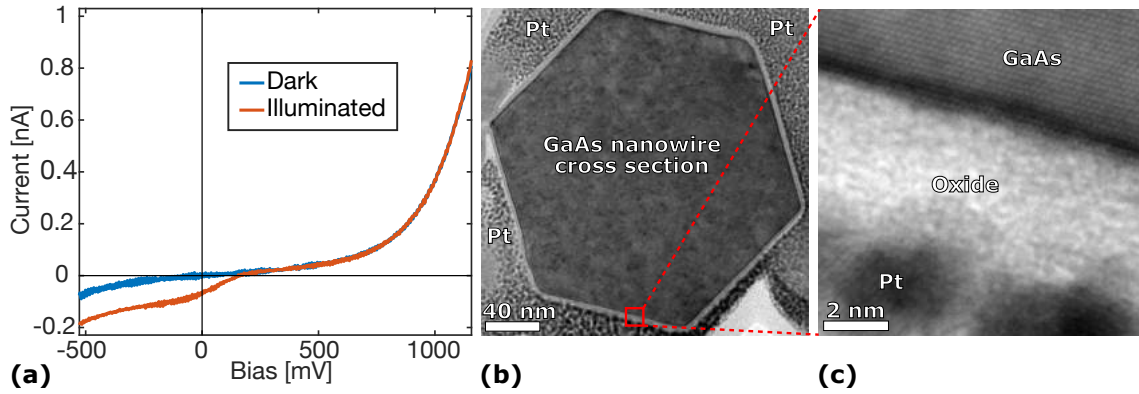 1
0.8
0.6
0.4
0.2
0
-0.2
Current [nA]
Dark
Illuminated
-500
0
500
1000
Bias [mV]
(a)
Pt
Pt
GaAs nanowire
cross section
Pt
40 nm
(b)
GaAs
Oxide
Pt
2 nm
(c)